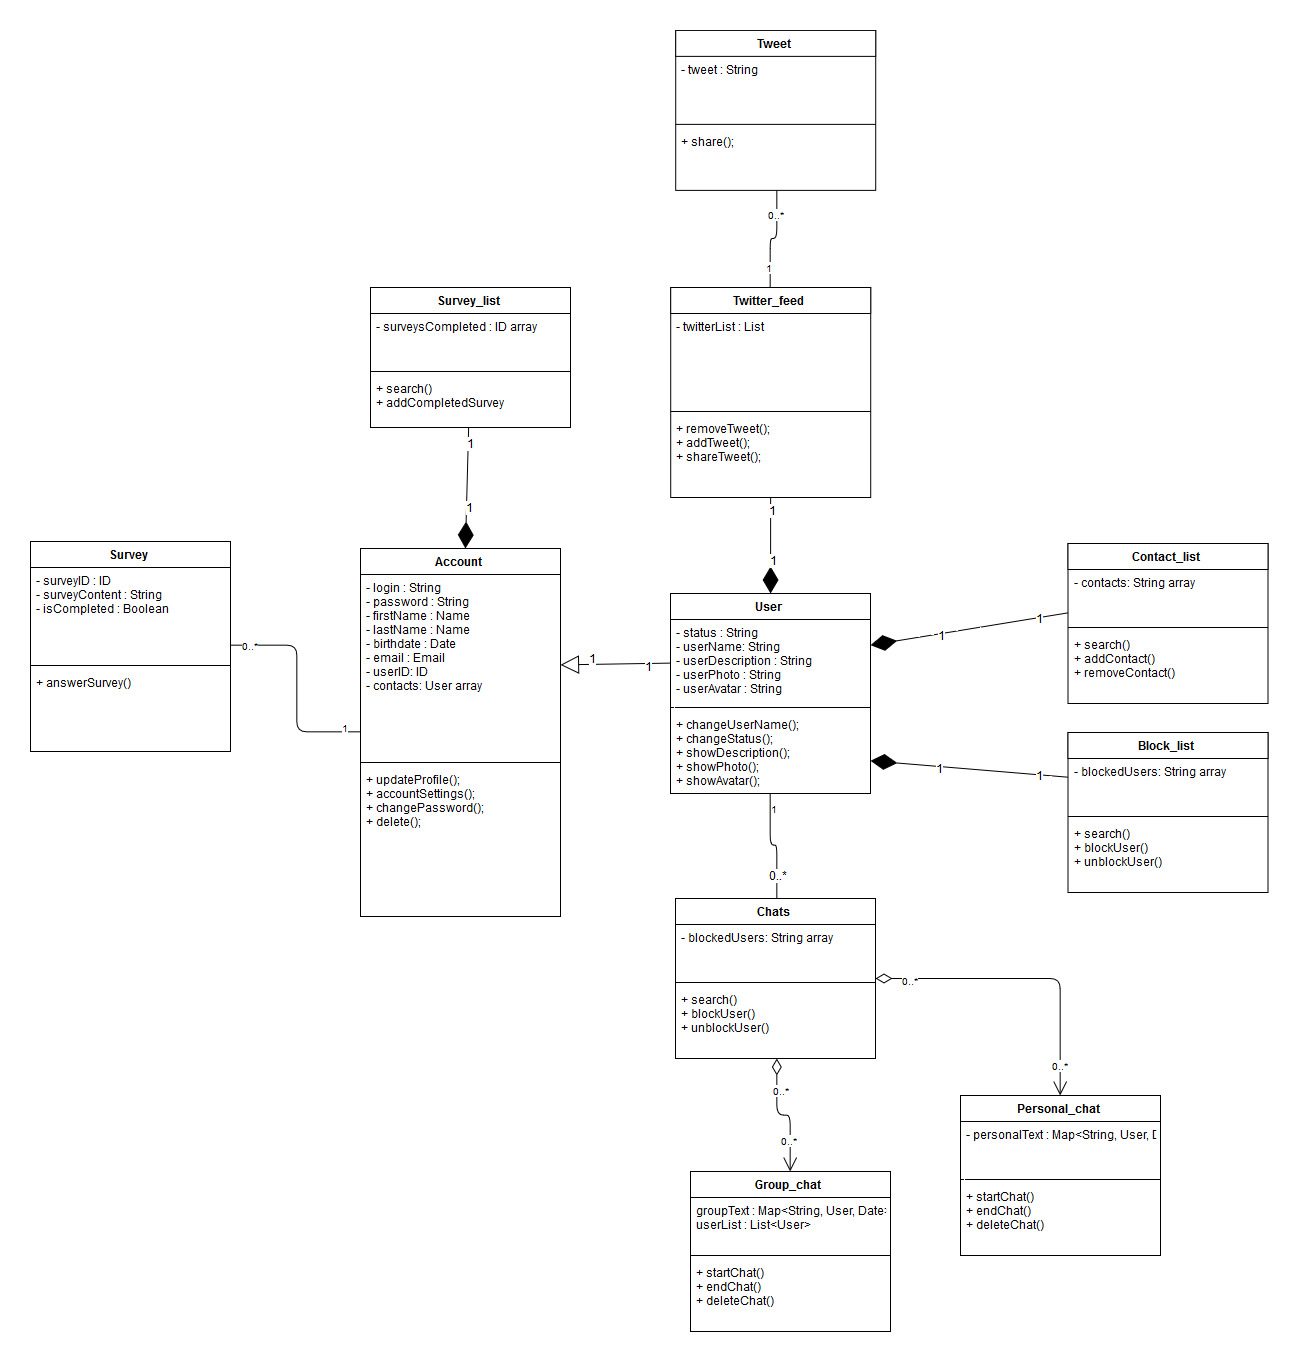 Tweet
- tweet : String
+ share();
0..*
1
Survey_list
- surveysCompleted : ID array
+ search()
+ addCompletedSurvey
1
1
Twitter_feed
- twitterList : List
+ removeTweet();
+ addTweet();
+ shareTweet();
1
1
Survey
- surveyID : ID
- surveyContent : String
- isCompleted : Boolean
+ answerSurvey()
0..*
1
Account
- login : String
- password : String
- firstName : Name
- lastName : Name
- birthdate : Date
- email : Email
- userID: ID
- contacts: User array
+ updateProfile();
+ accountSettings();
+ changePassword();
+ delete();
1
1
User
- status : String
- userName: String
- userDescription : String
- userPhoto : String
- userAvatar : String
+ changeUserName();
+ changeStatus();
+ showDescription();
+ showPhoto();
+ showAvatar();
1
1
Contact_list
- contacts: String array
+ search()
+ addContact()
+ removeContact()
1
1
Block_list
- blockedUsers: String array
+ search()
+ blockUser()
+ unblockUser()
1
0..*
Chats
- blockedUsers: String array
+ search()
+ blockUser()
+ unblockUser()
0..*
0..*
Personal_chat
- personalText : Map<String, User,
+ startChat()
+ endChat()
+ deleteChat()
0..*
0..*
Group_chat
groupText : Map<String, User, Date
userList : List<User>
+ startChat()
+ endChat()
+ deleteChat()